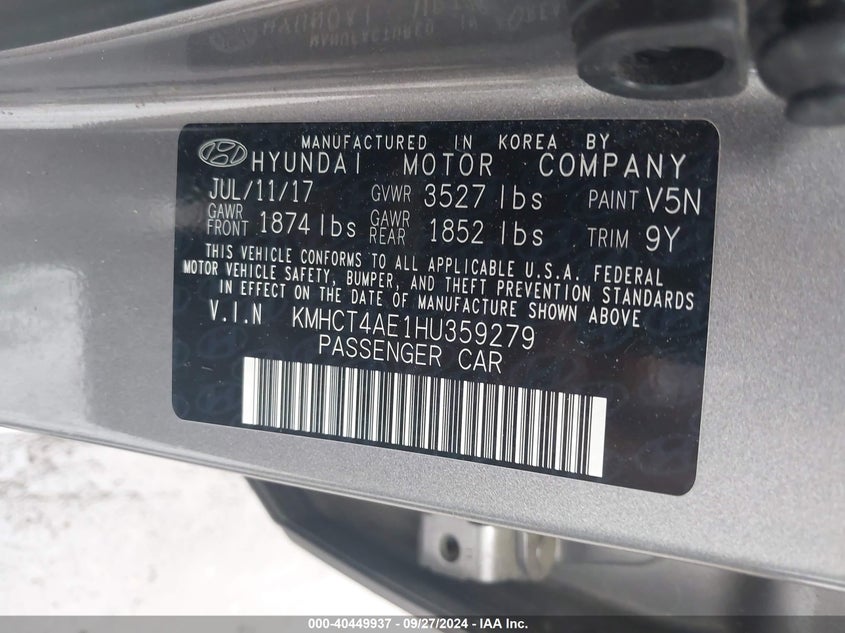 MANUFACTURED IN KOREA BY
HYUNDAI MOTOR COMPANY
JUL/11/17 GVWR 3527 lbs PAINT V5N
GAWR FRONT 1874 lbs GAWR REAR 1852 lbs TRIM 9Y
THIS VEHICLE CONFORMS TO ALL APPLICABLE U.S.A. FEDERAL
MOTOR VEHICLE SAFETY, BUMPER, AND THEFT PREVENTION STANDARDS
IN EFFECT ON THE DATE OF MANUFACTURE SHOWN ABOVE
V.I.N KMHCT4AE1HU359279
PASSENGER CAR
000-40449937 - 09/27/2024 - IAA Inc.